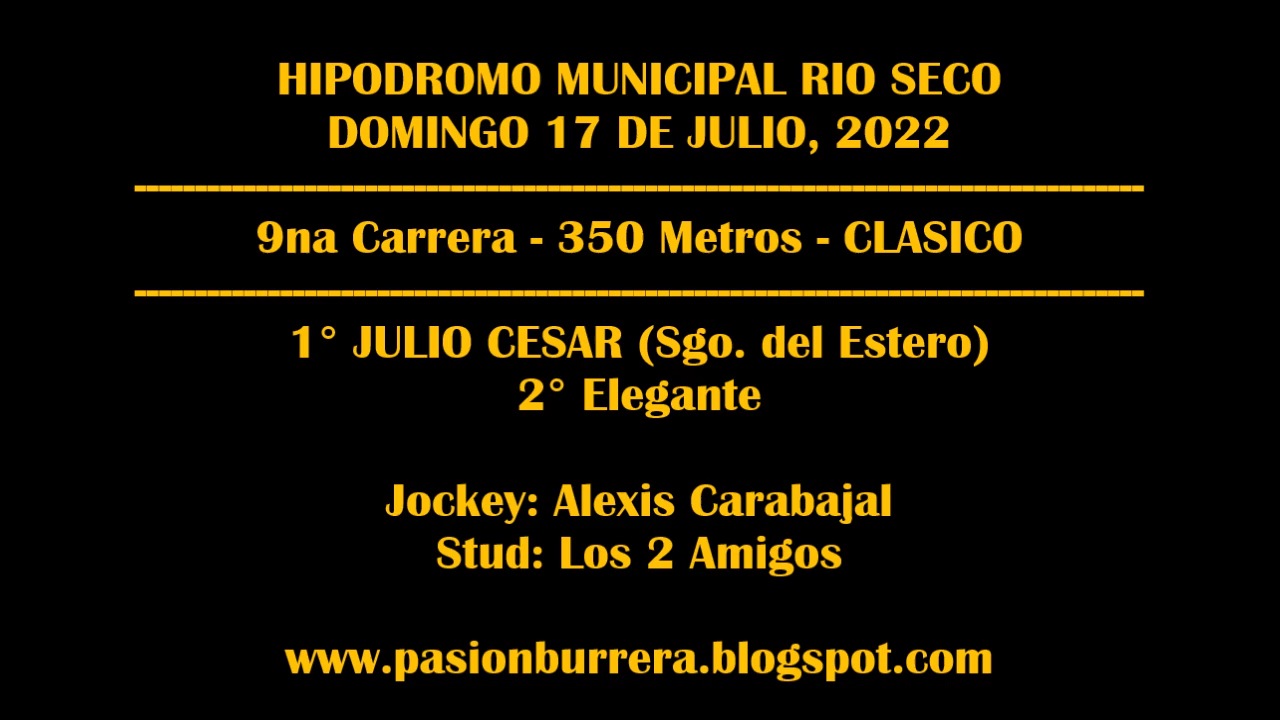 HIPODROMO MUNICIPAL RIO SECO
DOMINGO 17 DE JULIO, 2022
--------------------------------------------------------------------------------
9na Carrera - 350 Metros - CLASICO
--------------------------------------------------------------------------------
1° JULIO CESAR (Sgo. del Estero)
2° Elegante
Jockey: Alexis Carabajal
Stud: Los 2 Amigos
www.pasionburrera.blogspot.com